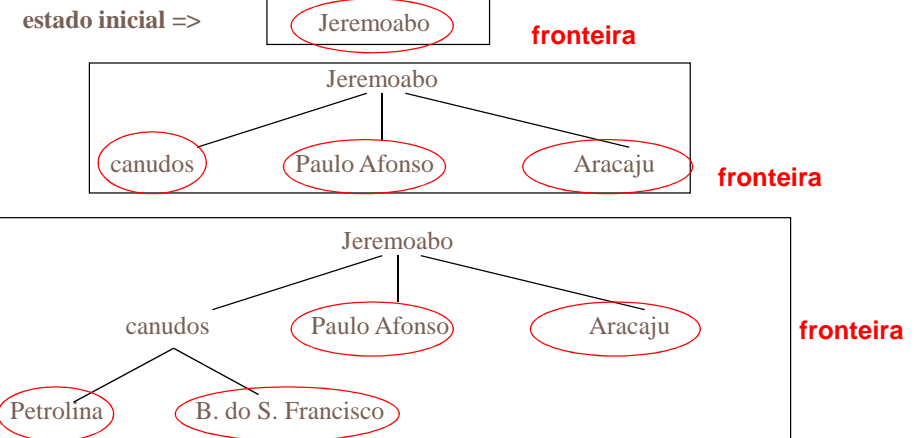 estado inicial => Jeremoabo
fronteira
Jeremoabo
canudos Paulo Afonso Aracaju
fronteira
Jeremoabo
canudos Paulo Afonso Aracaju
fronteira
Petrolina B. do S. Francisco